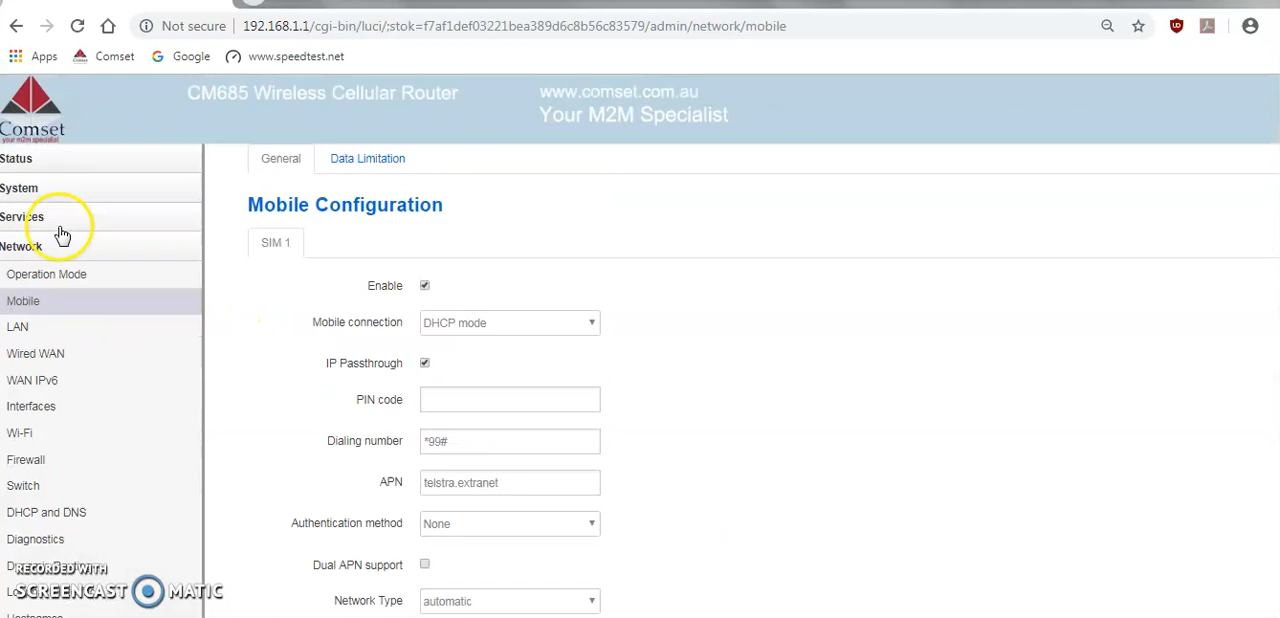 Not secure | 192.168.1.1/cgi-bin/luci/;stok=f7af1def03221bea389d6c8b56c83579/admin/network/mobile
Apps Comset Google www.speedtest.net
Comset
your m2m specialist
CM685 Wireless Cellular Router
www.comset.com.au
Your M2M Specialist
Status
System
Services
Network
Operation Mode
Mobile
LAN
Wired WAN
WAN IPv6
Interfaces
Wi-Fi
Firewall
Switch
DHCP and DNS
Diagnostics
Hostnames
General Data Limitation
Mobile Configuration
SIM 1
Enable
Mobile connection DHCP mode
IP Passthrough
PIN code
Dialing number *99#
APN telstra.extranet
Authentication method None
Dual APN support
Network Type automatic
RECORDED WITH
SCREENCAST MATIC